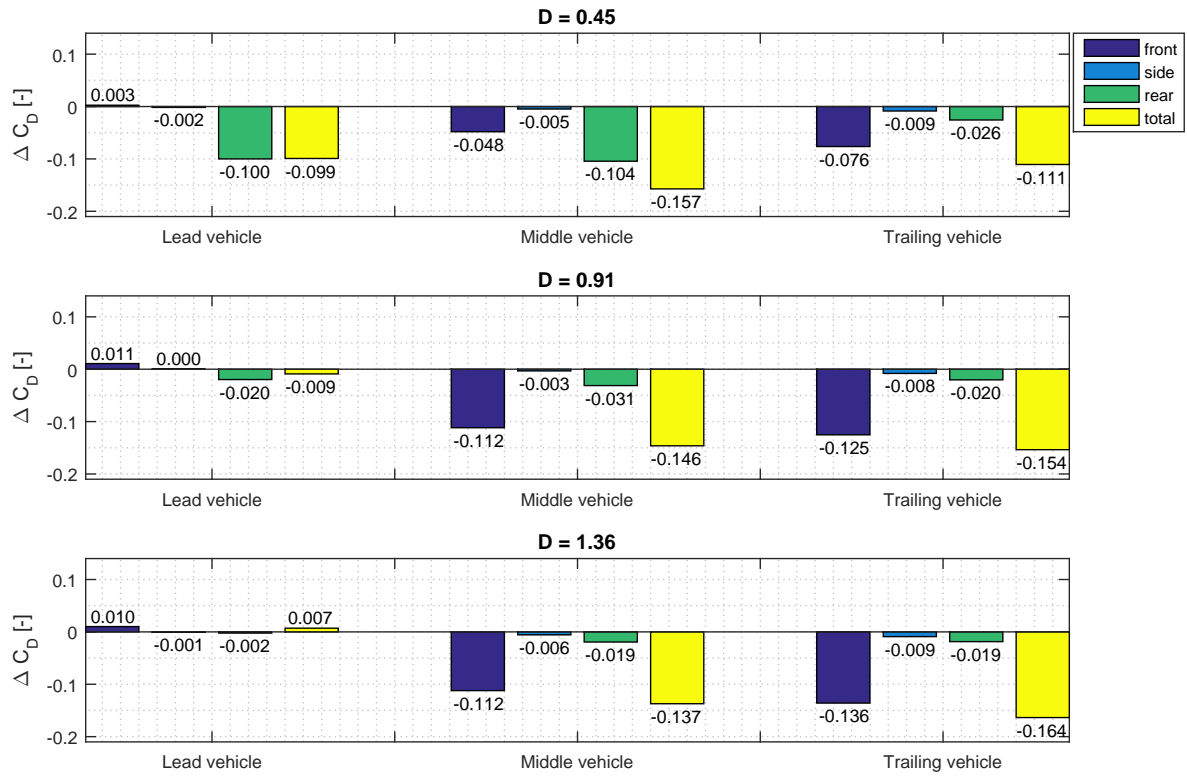 D = 0.45
front
side
rear
total
0.1
0
-0.1
-0.2
Δ C_D [-]
0.003
-0.002
-0.100
-0.099
-0.048
-0.005
-0.104
-0.157
-0.076
-0.009
-0.026
-0.111
Lead vehicle
Middle vehicle
Trailing vehicle
D = 0.91
0.1
0
-0.1
-0.2
Δ C_D [-]
0.011
0.000
-0.020
-0.009
-0.112
-0.003
-0.031
-0.146
-0.125
-0.008
-0.020
-0.154
Lead vehicle
Middle vehicle
Trailing vehicle
D = 1.36
0.1
0
-0.1
-0.2
Δ C_D [-]
0.010
-0.001
-0.002
0.007
-0.112
-0.006
-0.019
-0.137
-0.136
-0.009
-0.019
-0.164
Lead vehicle
Middle vehicle
Trailing vehicle